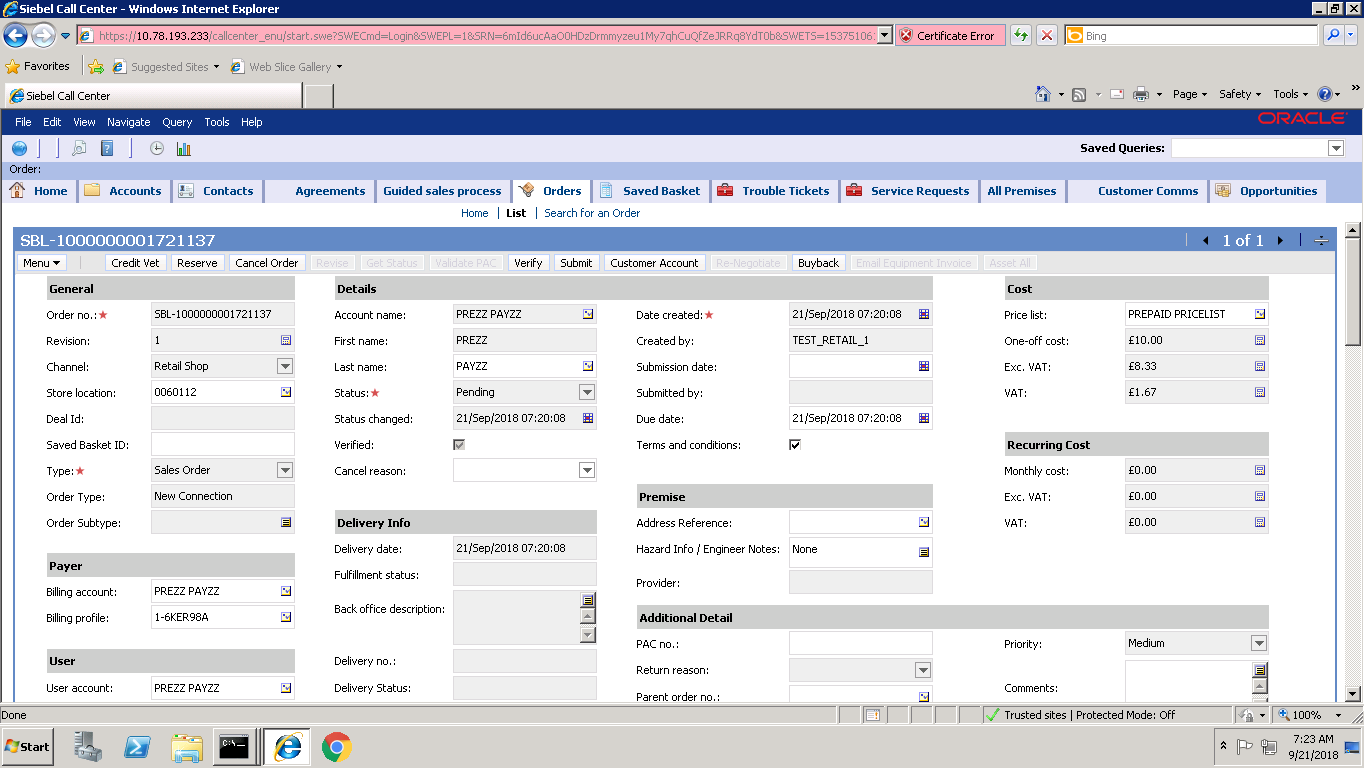 Siebel Call Center - Windows Internet Explorer
https://10.78.193.233/callcenter_enu/start.swe?SWECmd=Login&SWEPL=1&SRN=6mId6ucAaO0HDzDrmmyzeu1My7qhCuQfZeJRRq8YdT0b&SWETS=153751061 Certificate Error Bing
Favorites Suggested Sites Web Slice Gallery
Siebel Call Center Page Safety Tools
File Edit View Navigate Query Tools Help ORACLE
Saved Queries:
Order:
Home Accounts Contacts Agreements Guided sales process Orders Saved Basket Trouble Tickets Service Requests All Premises Customer Comms Opportunities
Home List Search for an Order
SBL-1000000001721137 1 of 1
Menu Credit Vet Reserve Cancel Order Revise Get Status Validate PAC Verify Submit Customer Account Re-Negotiate Buyback Email Equipment Invoice Asset All
General Details Cost
Order no.: SBL-1000000001721137 Account name: PREZZ PAYZZ Date created: 21/Sep/2018 07:20:08 Price list: PREPAID PRICELIST
Revision: 1 First name: PREZZ Created by: TEST_RETAIL_1 One-off cost: £10.00
Channel: Retail Shop Last name: PAYZZ Submission date: Exc. VAT: £8.33
Store location: 0060112 Status: Pending Submitted by: VAT: £1.67
Deal Id: Status changed: 21/Sep/2018 07:20:08 Due date: 21/Sep/2018 07:20:08
Saved Basket ID: Verified: Terms and conditions: Recurring Cost
Type: Sales Order Cancel reason: Monthly cost: £0.00
Order Type: New Connection Premise Exc. VAT: £0.00
Order Subtype: Delivery Info Address Reference: VAT: £0.00
Delivery date: 21/Sep/2018 07:20:08 Hazard Info / Engineer Notes: None
Payer Fulfillment status: Provider:
Billing account: PREZZ PAYZZ Back office description:
Billing profile: 1-6KER98A Additional Detail
PAC no.: Priority: Medium
User Delivery no.: Return reason:
User account: PREZZ PAYZZ Delivery Status: Parent order no.: Comments:
Done Trusted sites | Protected Mode: Off 100%
Start 7:23 AM
9/21/2018